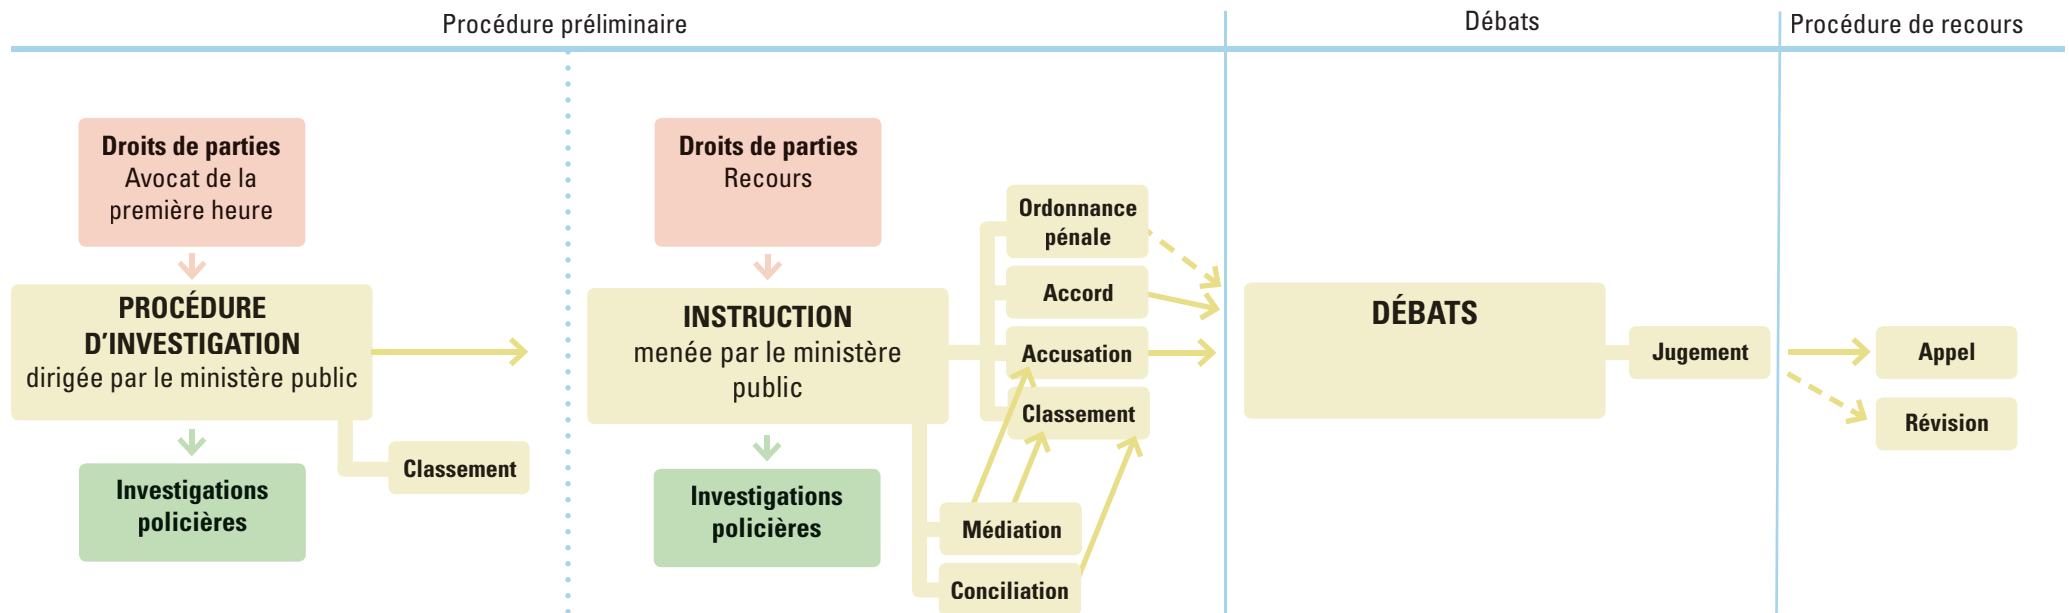 Procédure préliminaire
Débats
Procédure de recours
Droits de parties
Avocat de la
première heure
PROCÉDURE
D’INVESTIGATION
dirigée par le ministère public
Classement
Investigations
policières
Droits de parties
Recours
INSTRUCTION
menée par le ministère
public
Investigations
policières
Ordonnance
pénale
Accord
Accusation
Classement
Médiation
Conciliation
DÉBATS
Jugement
Appel
Révision